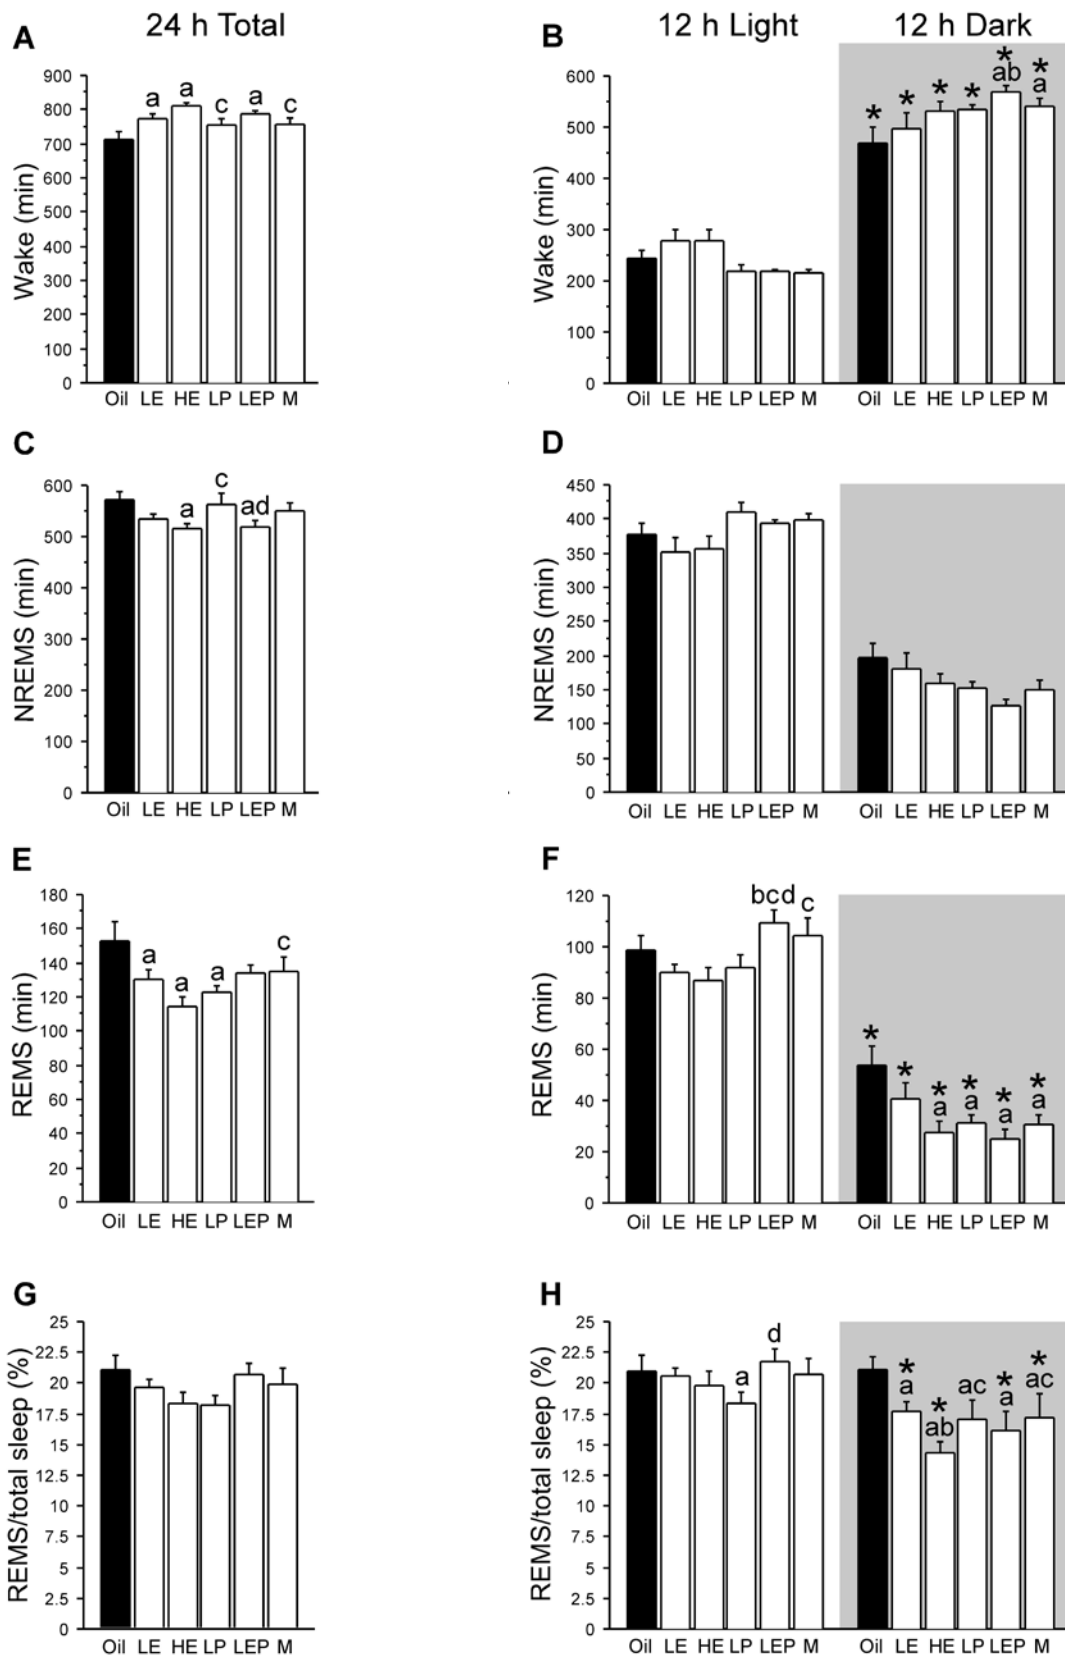 24 h Total
12 h Light 12 h Dark
A
Wake (min)
900
800
700
600
500
400
300
200
100
0
a a c a c
Oil LE HE LP LEP M
B
Wake (min)
600
500
400
300
200
100
0
* * * * * *
ab a
Oil LE HE LP LEP M Oil LE HE LP LEP M
C
NREMS (min)
600
500
400
300
200
100
0
a c ad
Oil LE HE LP LEP M
D
NREMS (min)
450
400
350
300
250
200
150
100
50
0
Oil LE HE LP LEP M Oil LE HE LP LEP M
E
REMS (min)
180
160
140
120
100
80
60
40
20
0
a a a c
Oil LE HE LP LEP M
F
REMS (min)
120
100
80
60
40
20
0
bcd c
* * * * * *
a a a a
Oil LE HE LP LEP M Oil LE HE LP LEP M
G
REMS/total sleep (%)
25
22.5
20
17.5
15
12.5
10
7.5
5
2.5
0
Oil LE HE LP LEP M
H
REMS/total sleep (%)
25
22.5
20
17.5
15
12.5
10
7.5
5
2.5
0
a d
* * * *
a ab ac a ac
Oil LE HE LP LEP M Oil LE HE LP LEP M